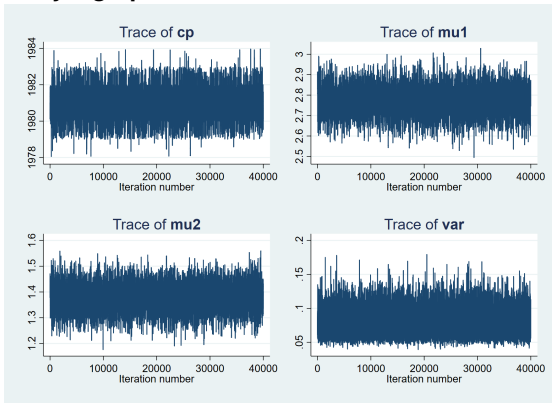 Trace of cp
1984
1982
1980
1978
0 10000 20000 30000 40000
Iteration number
Trace of mu1
3
2.9
2.8
2.7
2.6
2.5
0 10000 20000 30000 40000
Iteration number
Trace of mu2
1.6
1.5
1.4
1.3
1.2
0 10000 20000 30000 40000
Iteration number
Trace of var
.2
.15
.1
.05
0 10000 20000 30000 40000
Iteration number